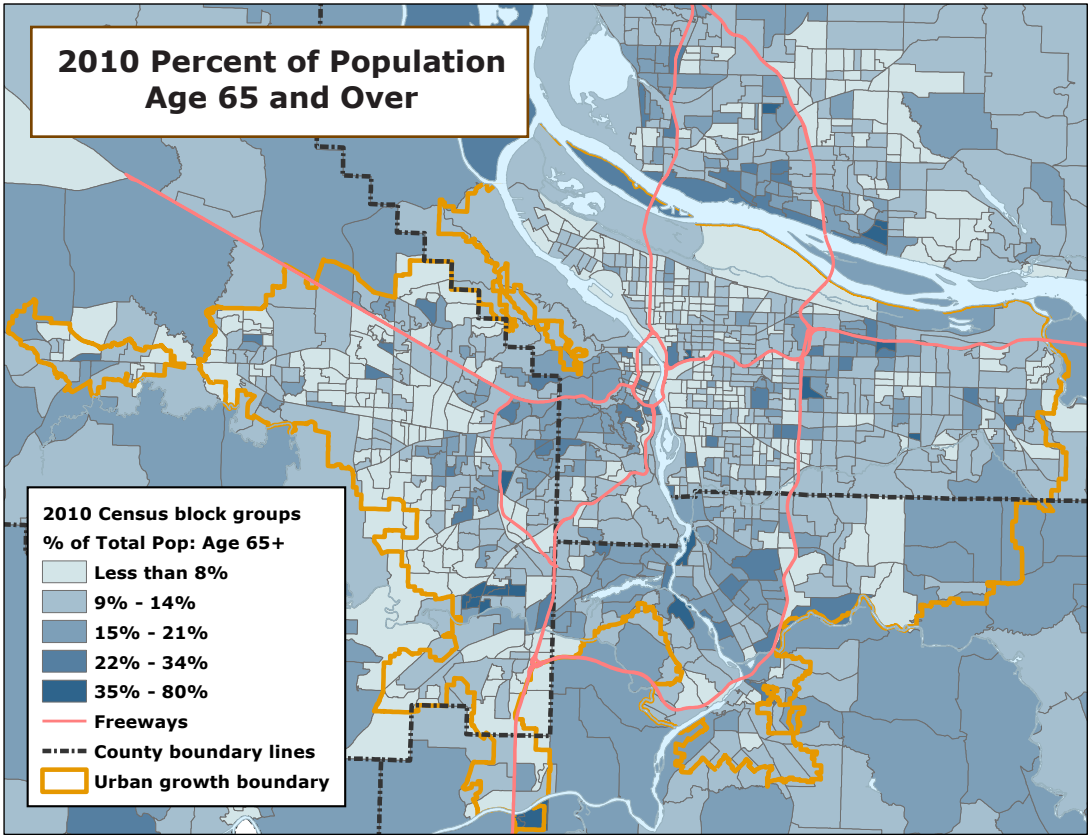 2010 Percent of Population
Age 65 and Over
2010 Census block groups
% of Total Pop: Age 65+
Less than 8%
9% - 14%
15% - 21%
22% - 34%
35% - 80%
Freeways
County boundary lines
Urban growth boundary